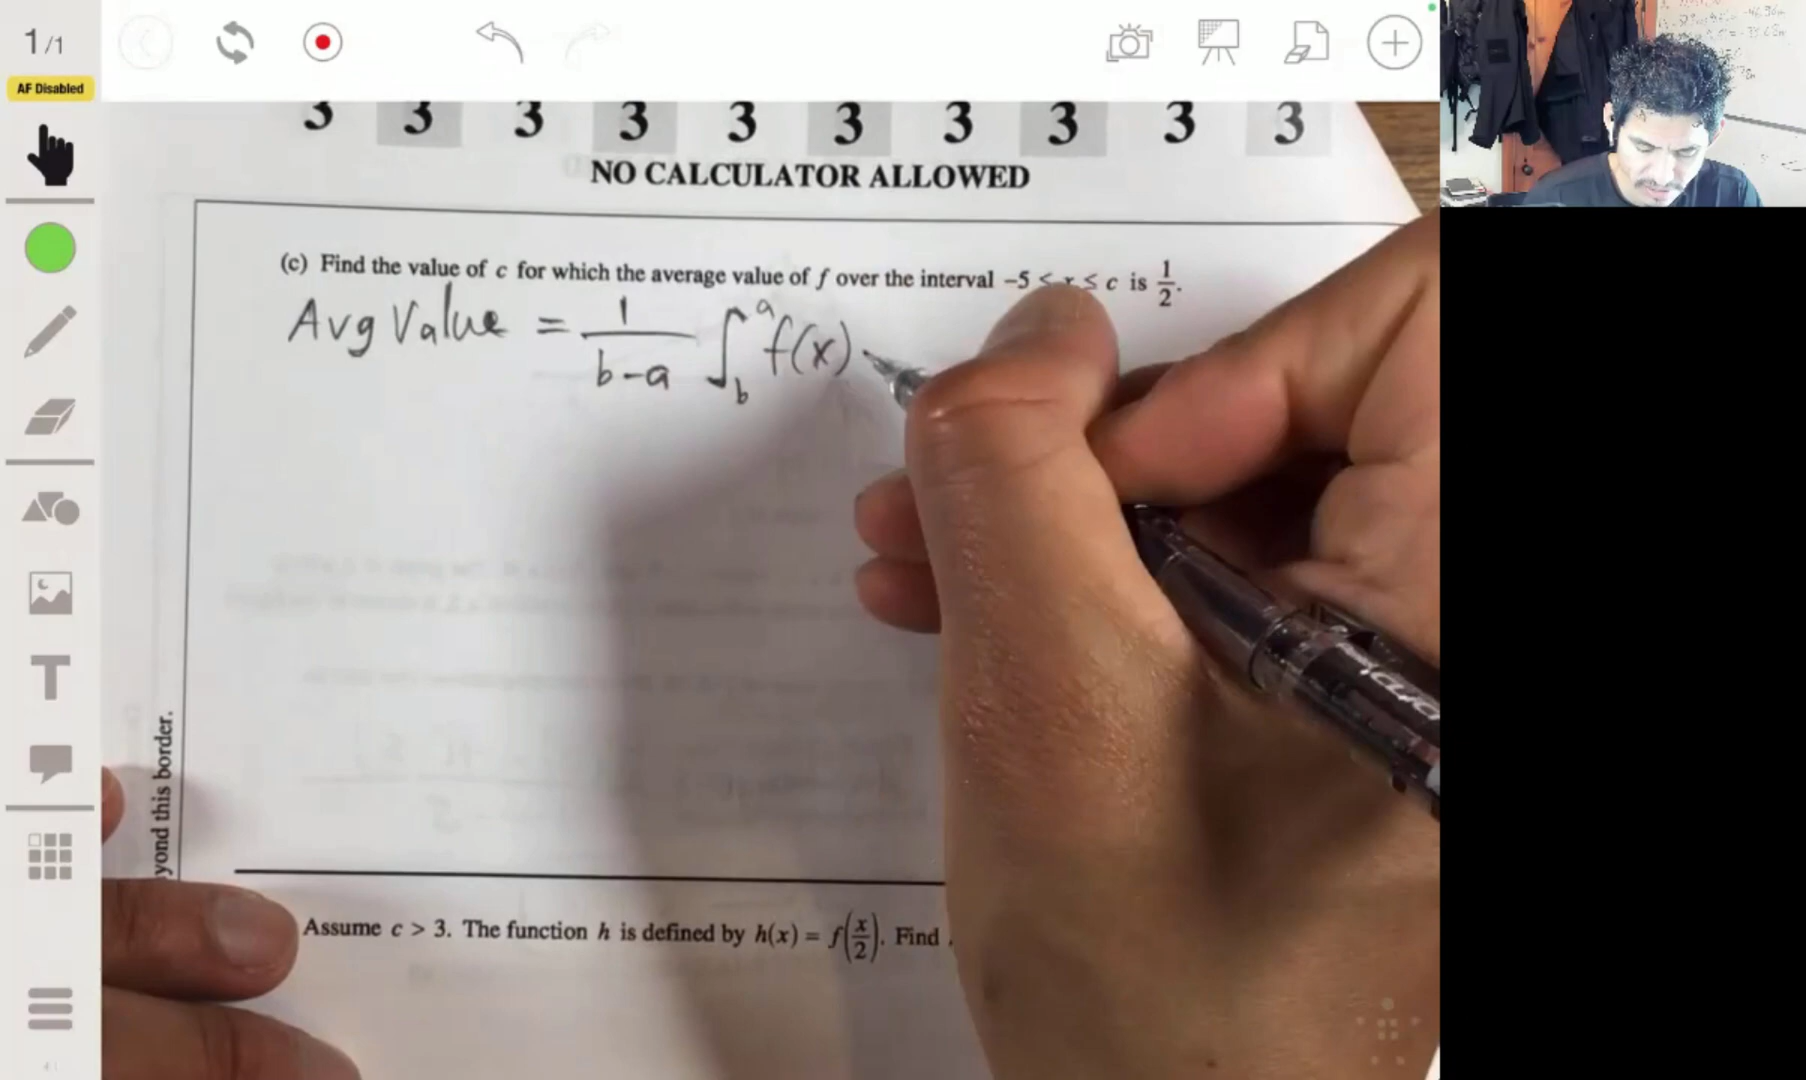 1/1
AF Disabled
3 3 3 3 3 3 3 3 3 3
NO CALCULATOR ALLOWED
(c) Find the value of c for which the average value of f over the interval −5 ≤ x ≤ c is 1/2.
Avg Value = 1/(b-a) ∫_b^a f(x)
yond this border.
Assume c > 3. The function h is defined by h(x) = f(x/2). Find
T